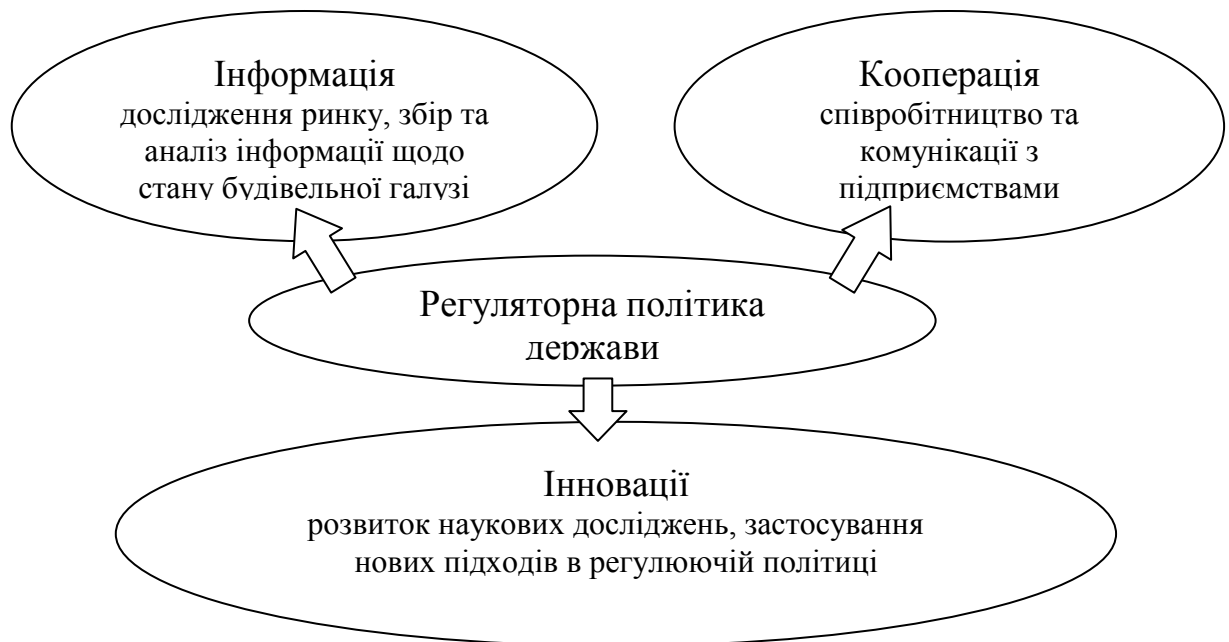 Інформація
дослідження ринку, збір та
аналіз інформації щодо
стану будівельної галузі
Кооперація
співробітництво та
комунікації з
підприємствами
Регуляторна політика
держави
Інновації
розвиток наукових досліджень, застосування
нових підходів в регулюючій політиці